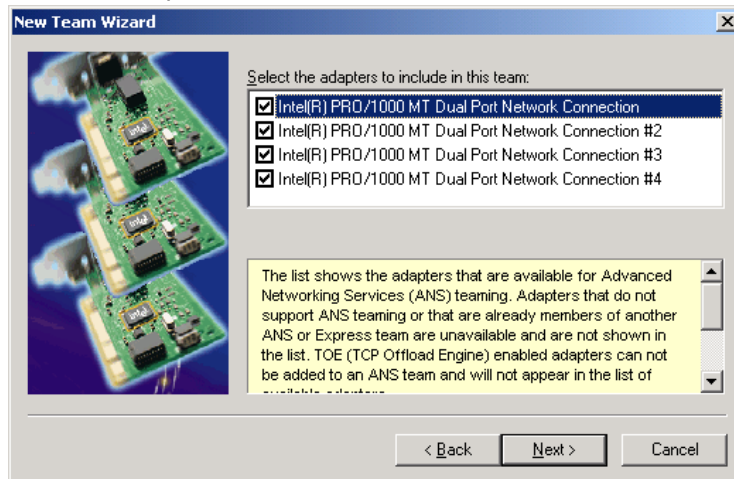 New Team Wizard
Select the adapters to include in this team:
Intel(R) PRO/1000 MT Dual Port Network Connection
Intel(R) PRO/1000 MT Dual Port Network Connection #2
Intel(R) PRO/1000 MT Dual Port Network Connection #3
Intel(R) PRO/1000 MT Dual Port Network Connection #4
The list shows the adapters that are available for Advanced
Networking Services (ANS) teaming. Adapters that do not
support ANS teaming or that are already members of another
ANS or Express team are unavailable and are not shown in
the list. TOE (TCP Offload Engine) enabled adapters can not
be added to an ANS team and will not appear in the list of
available adapters.
< Back
Next >
Cancel
intel
intel
intel